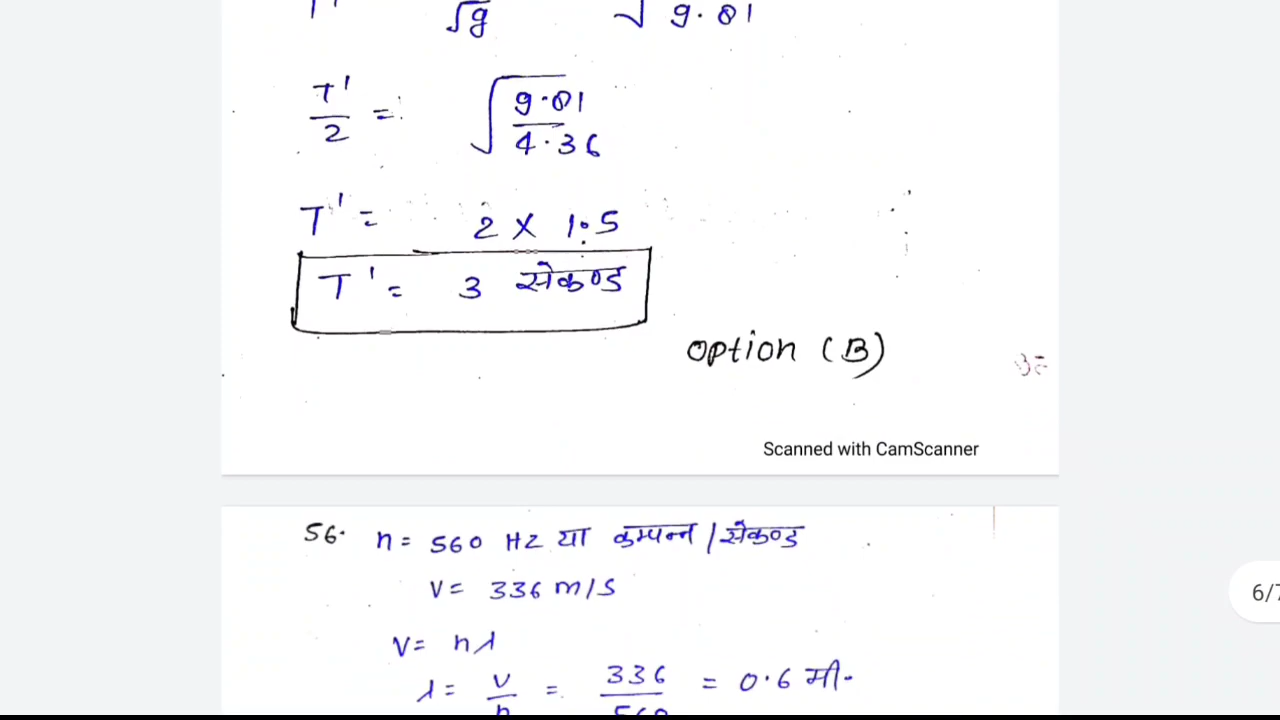 √g √9.81
T'/2 = √9.81/4.36
T' = 2 × 1.5
T' = 3 सेकण्ड
option (B)
Scanned with CamScanner
56. n = 560 HZ या कम्पन्न/सेकण्ड
V = 336 m/s
V = nλ
λ = v/n = 336/560 = 0.6 मी.
6/7